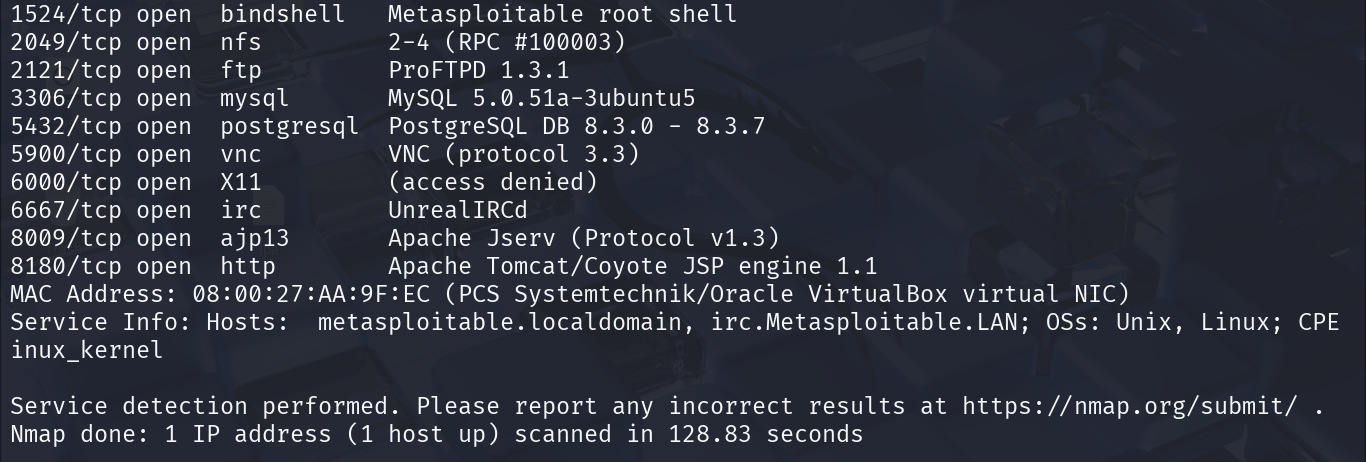 1524/tcp open  bindshell   Metasploitable root shell
2049/tcp open  nfs         2-4 (RPC #100003)
2121/tcp open  ftp         ProFTPD 1.3.1
3306/tcp open  mysql       MySQL 5.0.51a-3ubuntu5
5432/tcp open  postgresql  PostgreSQL DB 8.3.0 - 8.3.7
5900/tcp open  vnc         VNC (protocol 3.3)
6000/tcp open  X11         (access denied)
6667/tcp open  irc         UnrealIRCd
8009/tcp open  ajp13       Apache Jserv (Protocol v1.3)
8180/tcp open  http        Apache Tomcat/Coyote JSP engine 1.1
MAC Address: 08:00:27:AA:9F:EC (PCS Systemtechnik/Oracle VirtualBox virtual NIC)
Service Info: Hosts:  metasploitable.localdomain, irc.Metasploitable.LAN; OSs: Unix, Linux; CPE
inux_kernel
Service detection performed. Please report any incorrect results at https://nmap.org/submit/ .
Nmap done: 1 IP address (1 host up) scanned in 128.83 seconds